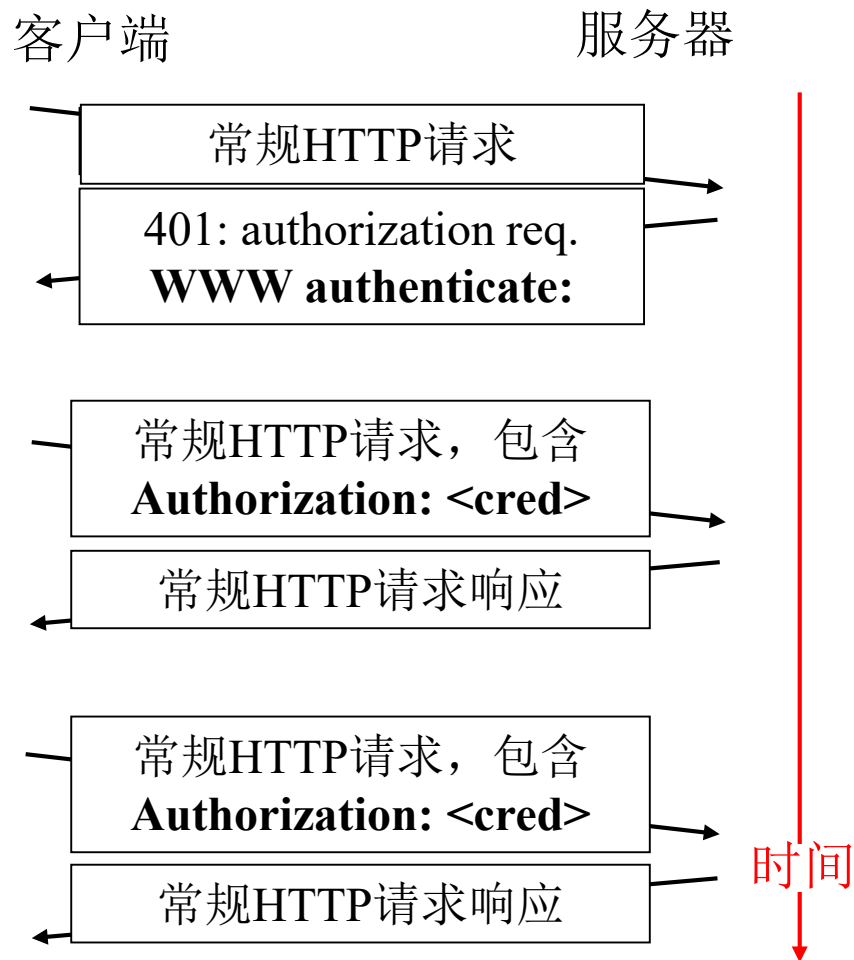 客户端
服务器
常规HTTP请求
401: authorization req.
WWW authenticate:
常规HTTP请求，包含
Authorization: <cred>
常规HTTP请求响应
常规HTTP请求，包含
Authorization: <cred>
时间
常规HTTP请求响应